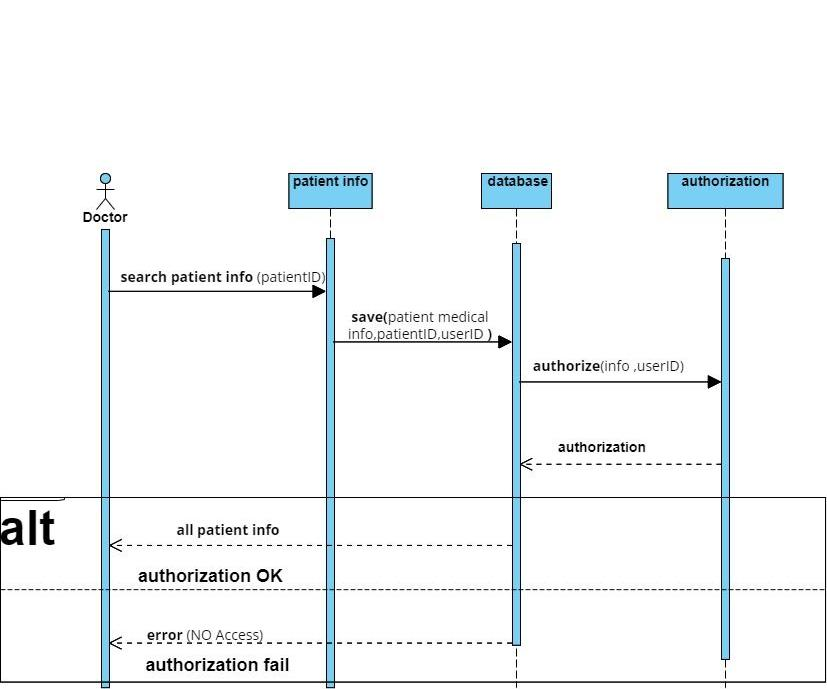 Doctor
patient info
database
authorization
search patient info (patientID)
save(patient medical
info,patientID,userID )
authorize(info ,userID)
authorization
alt
all patient info
authorization OK
error (NO Access)
authorization fail